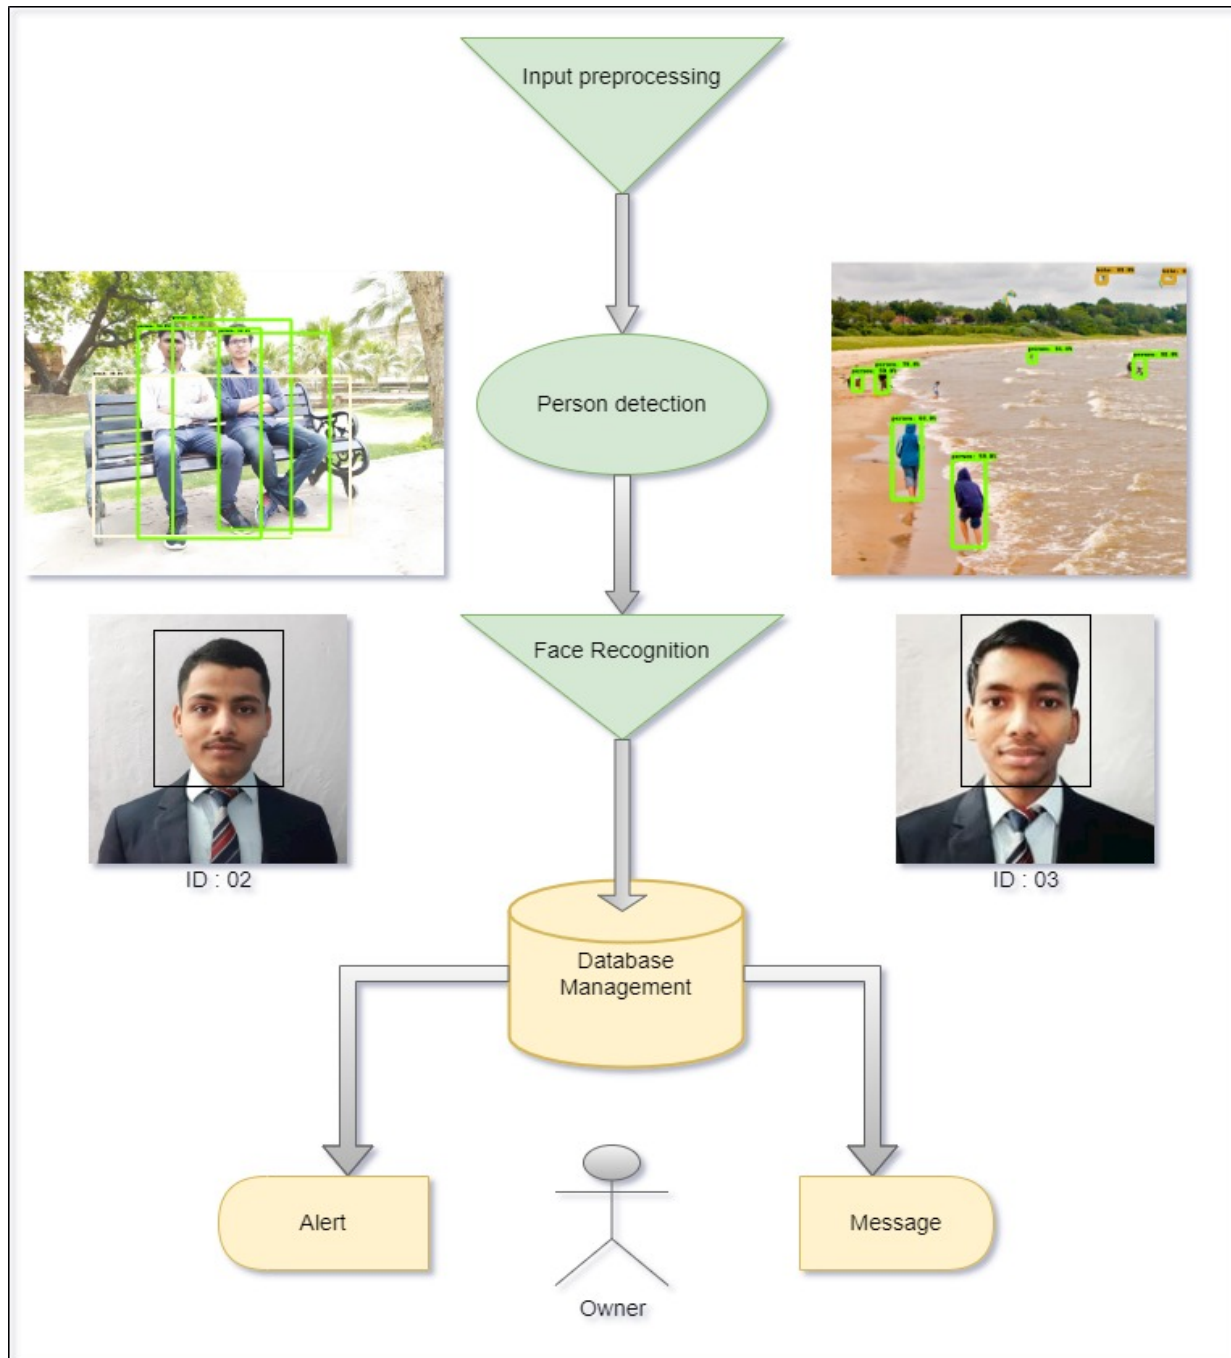 Input preprocessing
Person detection
Face Recognition
ID : 02
ID : 03
Database
Management
Alert
Message
Owner